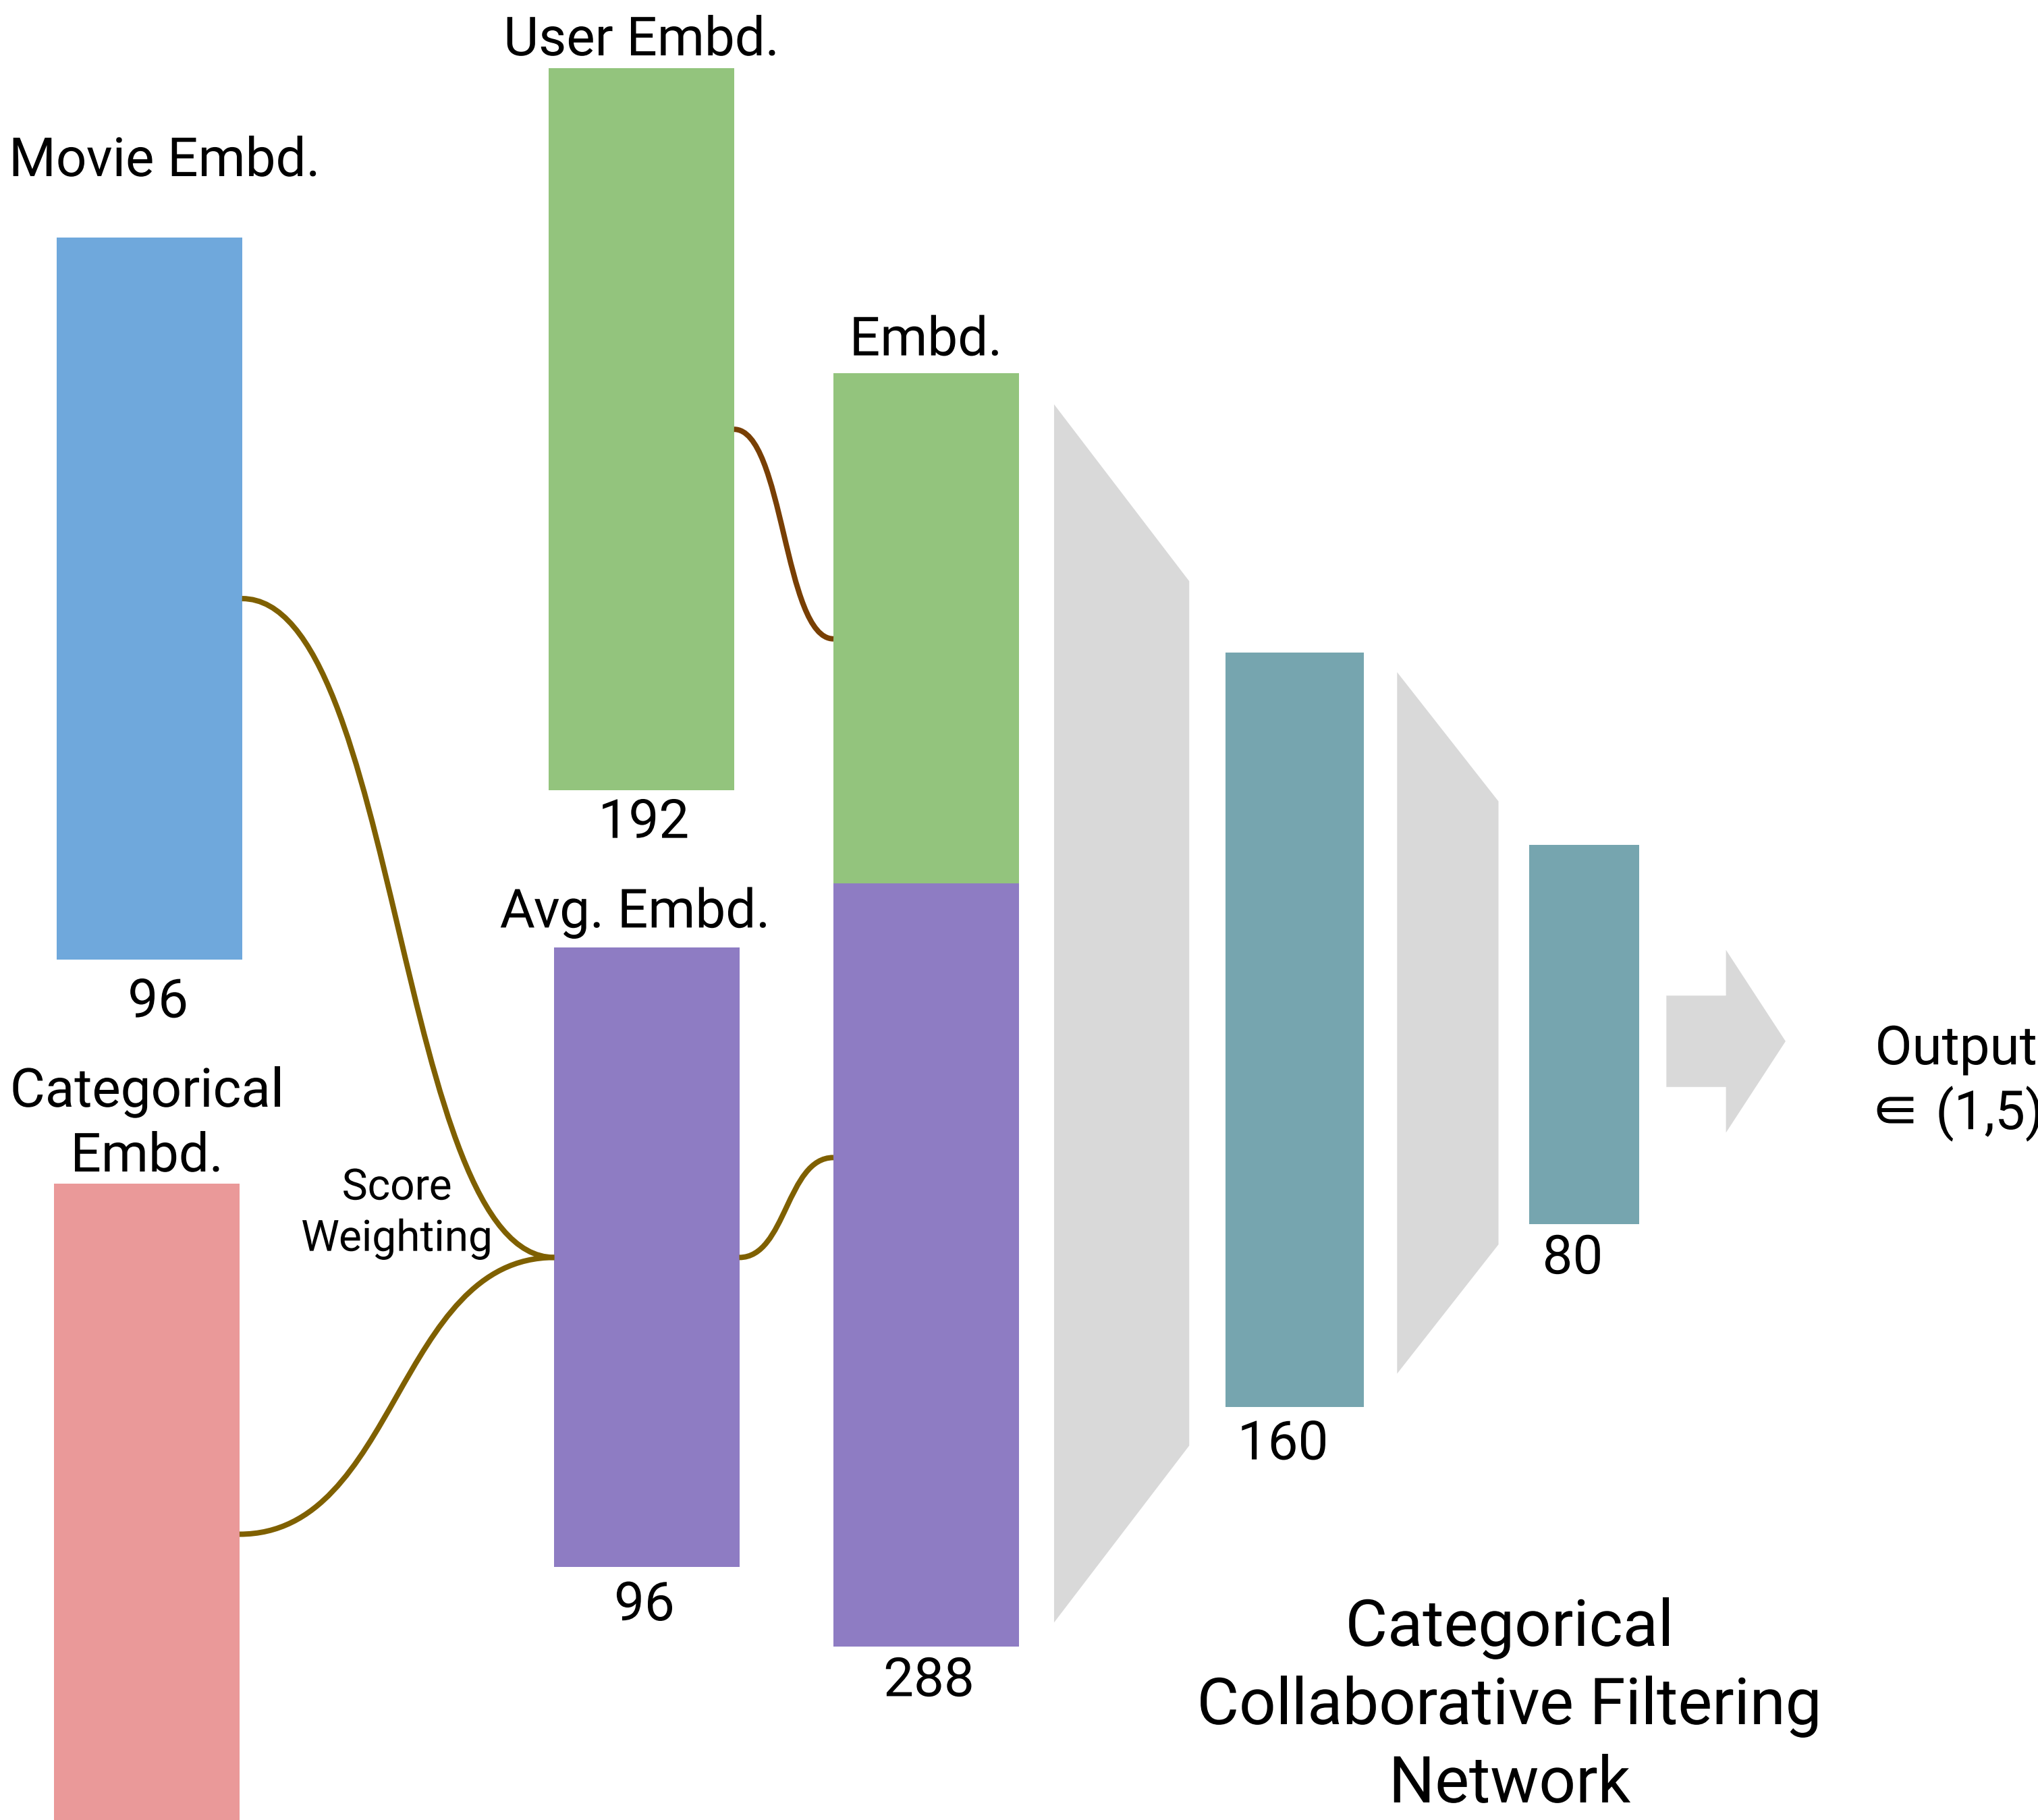 User Embd.
Movie Embd.
Embd.
192
Avg. Embd.
96
Categorical
Embd.
Score
Weighting
Output
∈ (1,5)
80
160
96
288
Categorical
Collaborative Filtering
Network